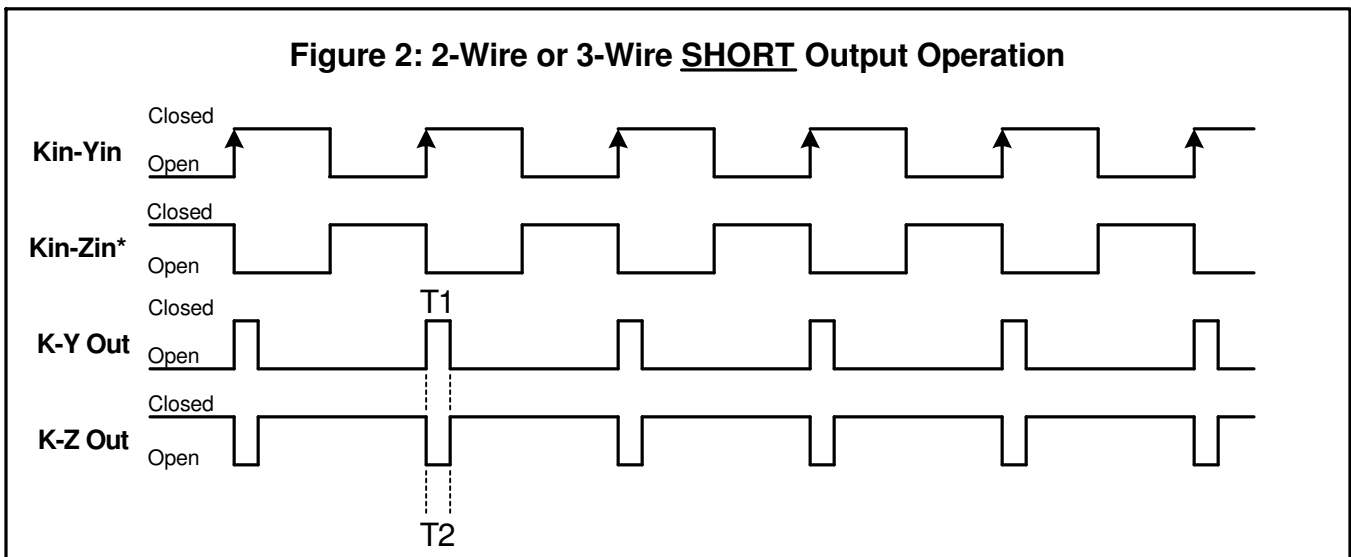 Figure 2: 2-Wire or 3-Wire SHORT Output Operation
Closed
Kin-Yin
Open
Closed
Kin-Zin*
Open
T1
Closed
K-Y Out
Open
Closed
K-Z Out
Open
T2